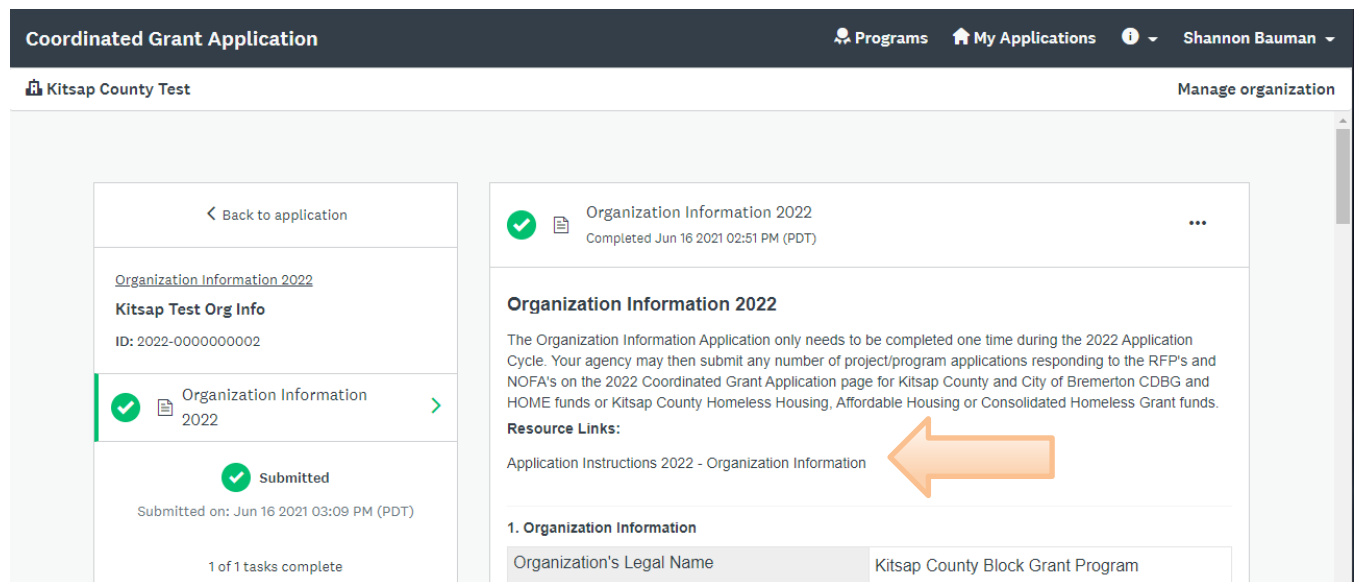 Coordinated Grant Application
Programs
My Applications
Shannon Bauman
Kitsap County Test
Manage organization
Back to application
Organization Information 2022
Kitsap Test Org Info
ID: 2022-0000000002
Organization Information
2022
Submitted
Submitted on: Jun 16 2021 03:09 PM (PDT)
1 of 1 tasks complete
Organization Information 2022
Completed Jun 16 2021 02:51 PM (PDT)
Organization Information 2022
The Organization Information Application only needs to be completed one time during the 2022 Application
Cycle. Your agency may then submit any number of project/program applications responding to the RFP's and
NOFA's on the 2022 Coordinated Grant Application page for Kitsap County and City of Bremerton CDBG and
HOME funds or Kitsap County Homeless Housing, Affordable Housing or Consolidated Homeless Grant funds.
Resource Links:
Application Instructions 2022 - Organization Information
1. Organization Information
Organization's Legal Name
Kitsap County Block Grant Program